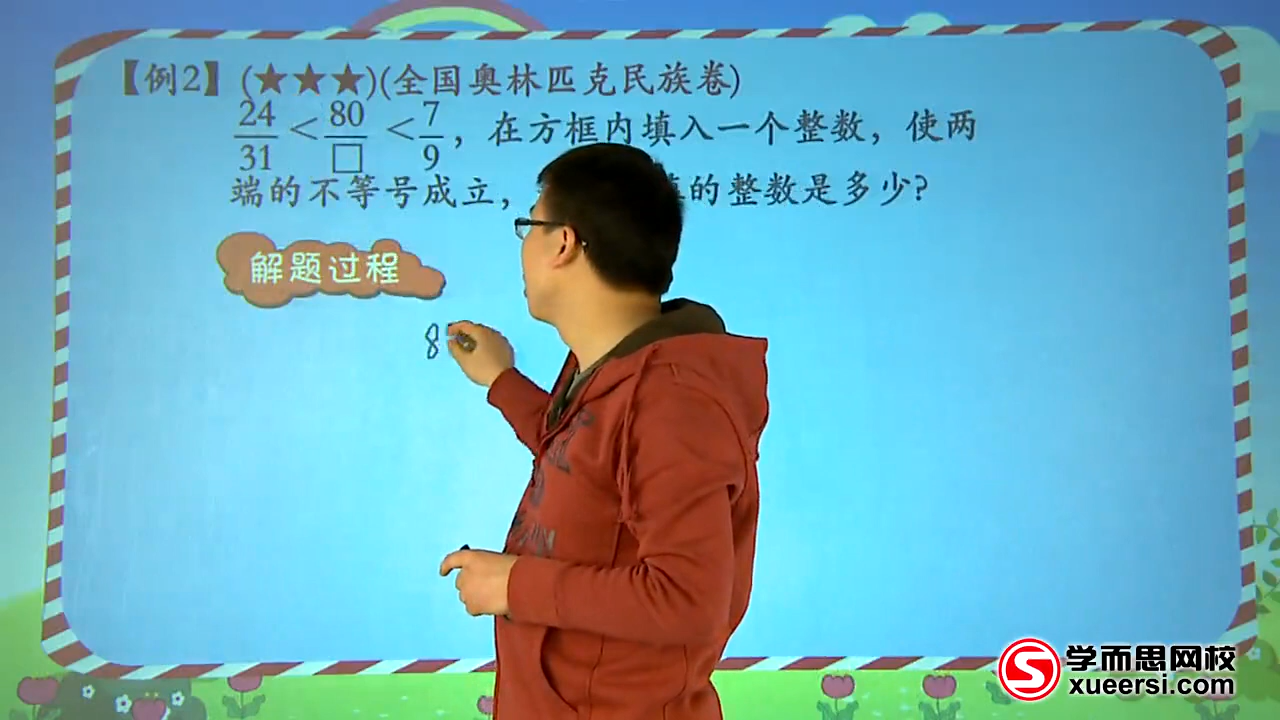 【例2】(★★★)(全国奥林匹克民族卷)
24/31 < 80/□ < 7/9，在方框内填入一个整数，使两
端的不等号成立，的整数是多少?
解题过程
8
学而思网校
xueersi.com